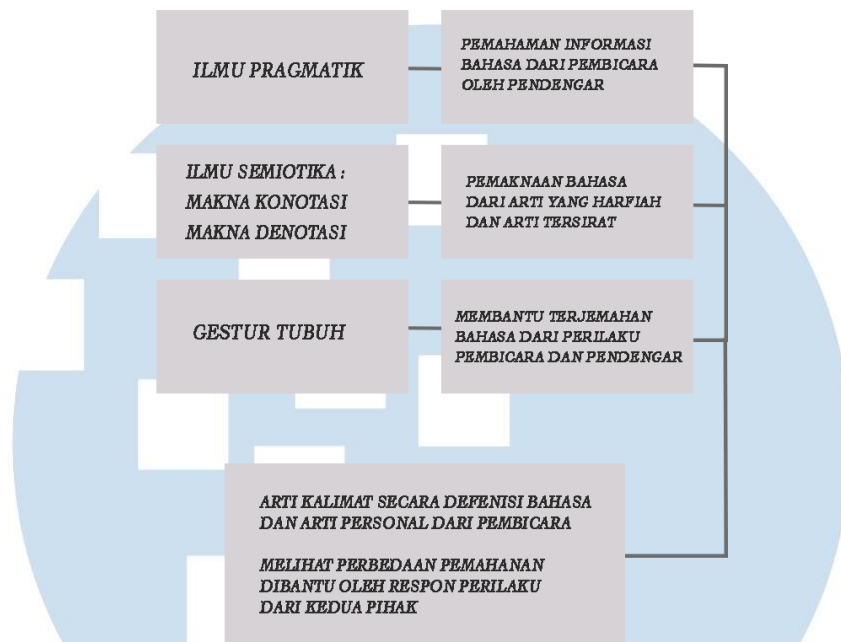 ILMU PRAGMATIK
PEMAHAMAN INFORMASI
BAHASA DARI PEMBICARA
OLEH PENDENGAR
ILMU SEMIOTIKA :
MAKNA KONOTASI
MAKNA DENOTASI
PEMAKNAAN BAHASA
DARI ARTI YANG HARFIAH
DAN ARTI TERSIRAT
GESTUR TUBUH
MEMBANTU TERJEMAHAN
BAHASA DARI PERILAKU
PEMBICARA DAN PENDENGAR
ARTI KALIMAT SECARA DEFENISI BAHASA
DAN ARTI PERSONAL DARI PEMBICARA
MELIHAT PERBEDAAN PEMAHANAN
DIBANTU OLEH RESPON PERILAKU
DARI KEDUA PIHAK